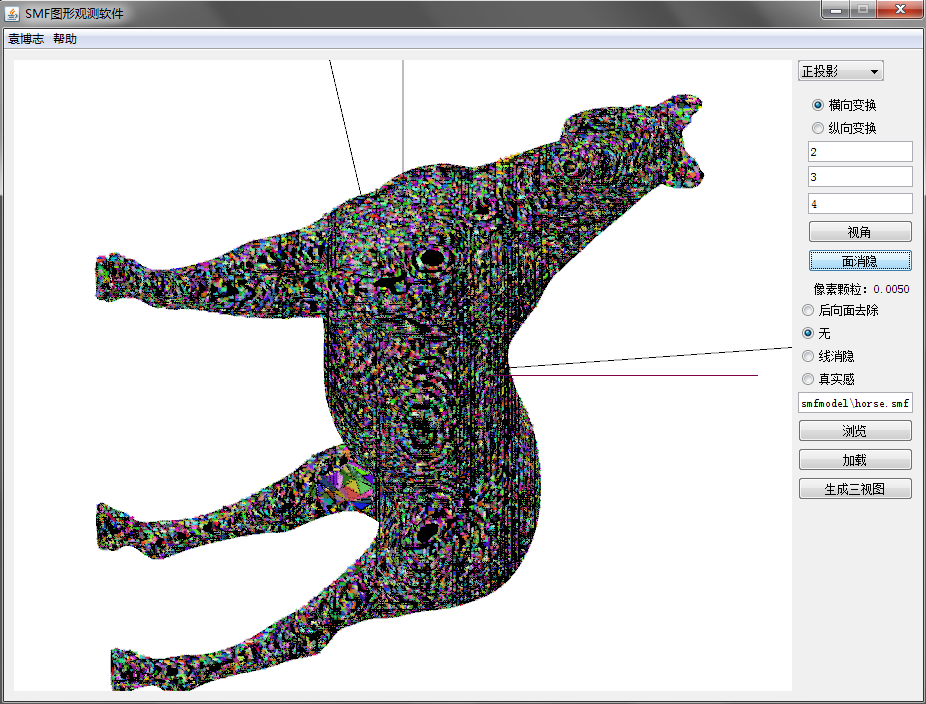 SMF图形观测软件
袁博志 帮助
正投影
横向变换
纵向变换
2
3
4
视角
面消隐
像素颗粒: 0.0050
后向面去除
无
线消隐
真实感
smfmodel\horse.smf
浏览
加载
生成三视图